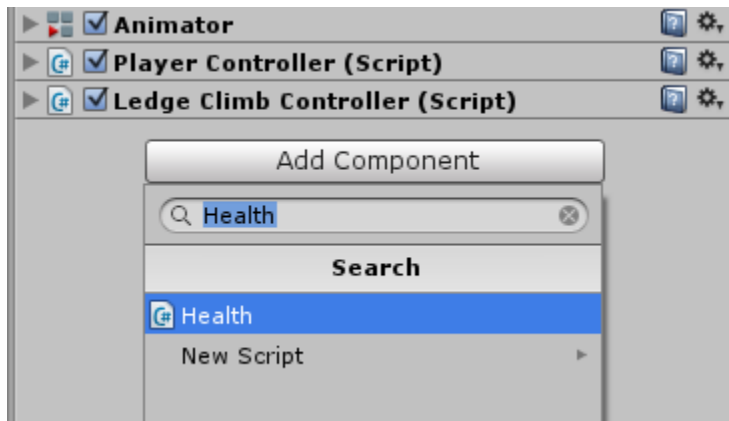 Animator
Player Controller (Script)
Ledge Climb Controller (Script)
Add Component
Health
Search
Health
New Script